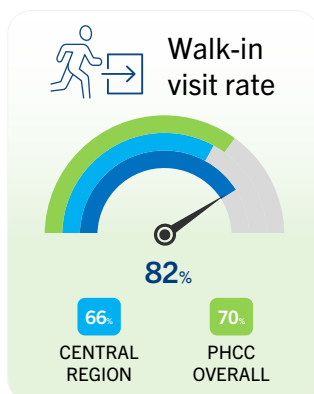 Walk-in
visit rate
82%
66%
70%
CENTRAL
REGION
PHCC
OVERALL